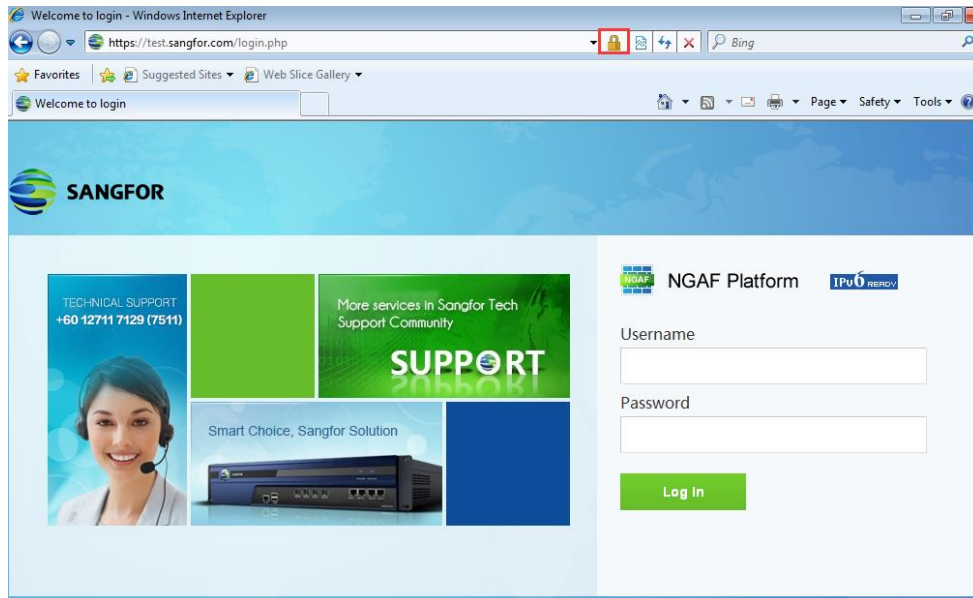 Welcome to login - Windows Internet Explorer
https://test.sangfor.com/login.php
Bing
Favorites Suggested Sites Web Slice Gallery
Welcome to login
Page Safety Tools
SANGFOR
TECHNICAL SUPPORT
+60 12711 7129 (7511)
More services in Sangfor Tech
Support Community
SUPPORT
Smart Choice, Sangfor Solution
NGAF
NGAF Platform
IPv6 READY
Username
Password
Log In